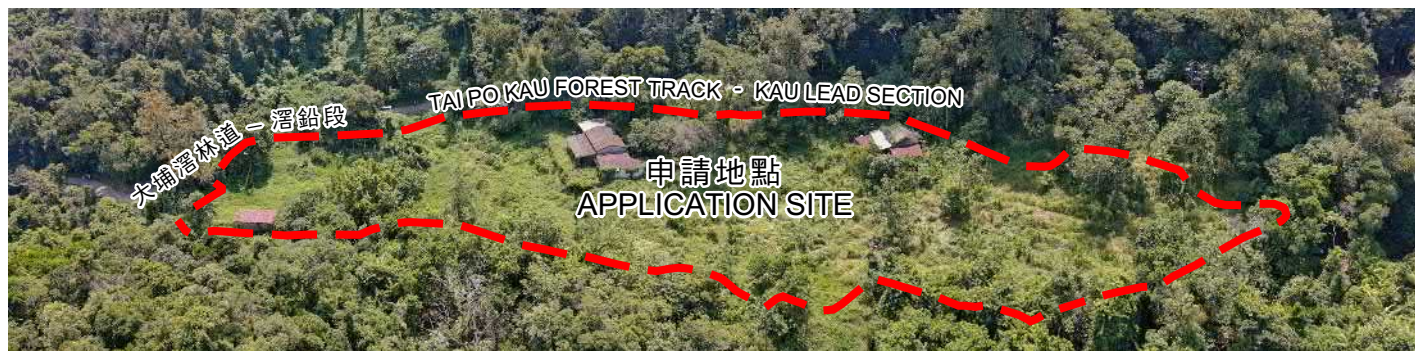 大埔滘林道 – 滘鉛段
TAI PO KAU FOREST TRACK - KAU LEAD SECTION
申請地點
APPLICATION SITE